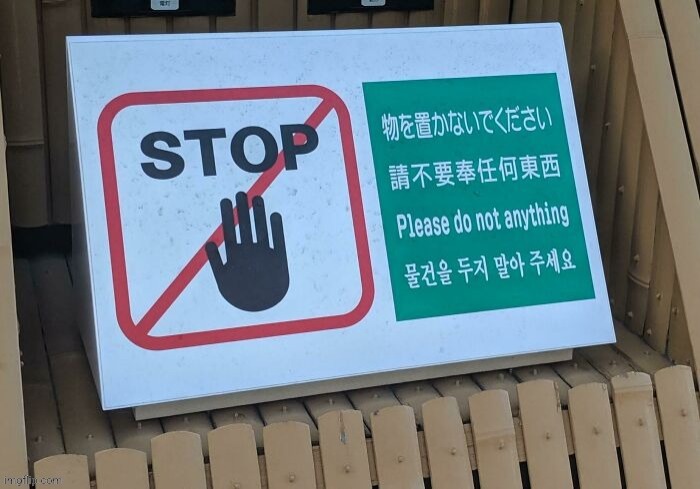 STOP
物を置かないでください
請不要奉任何東西
Please do not anything
물건을 두지 말아 주세요
imgflip.com